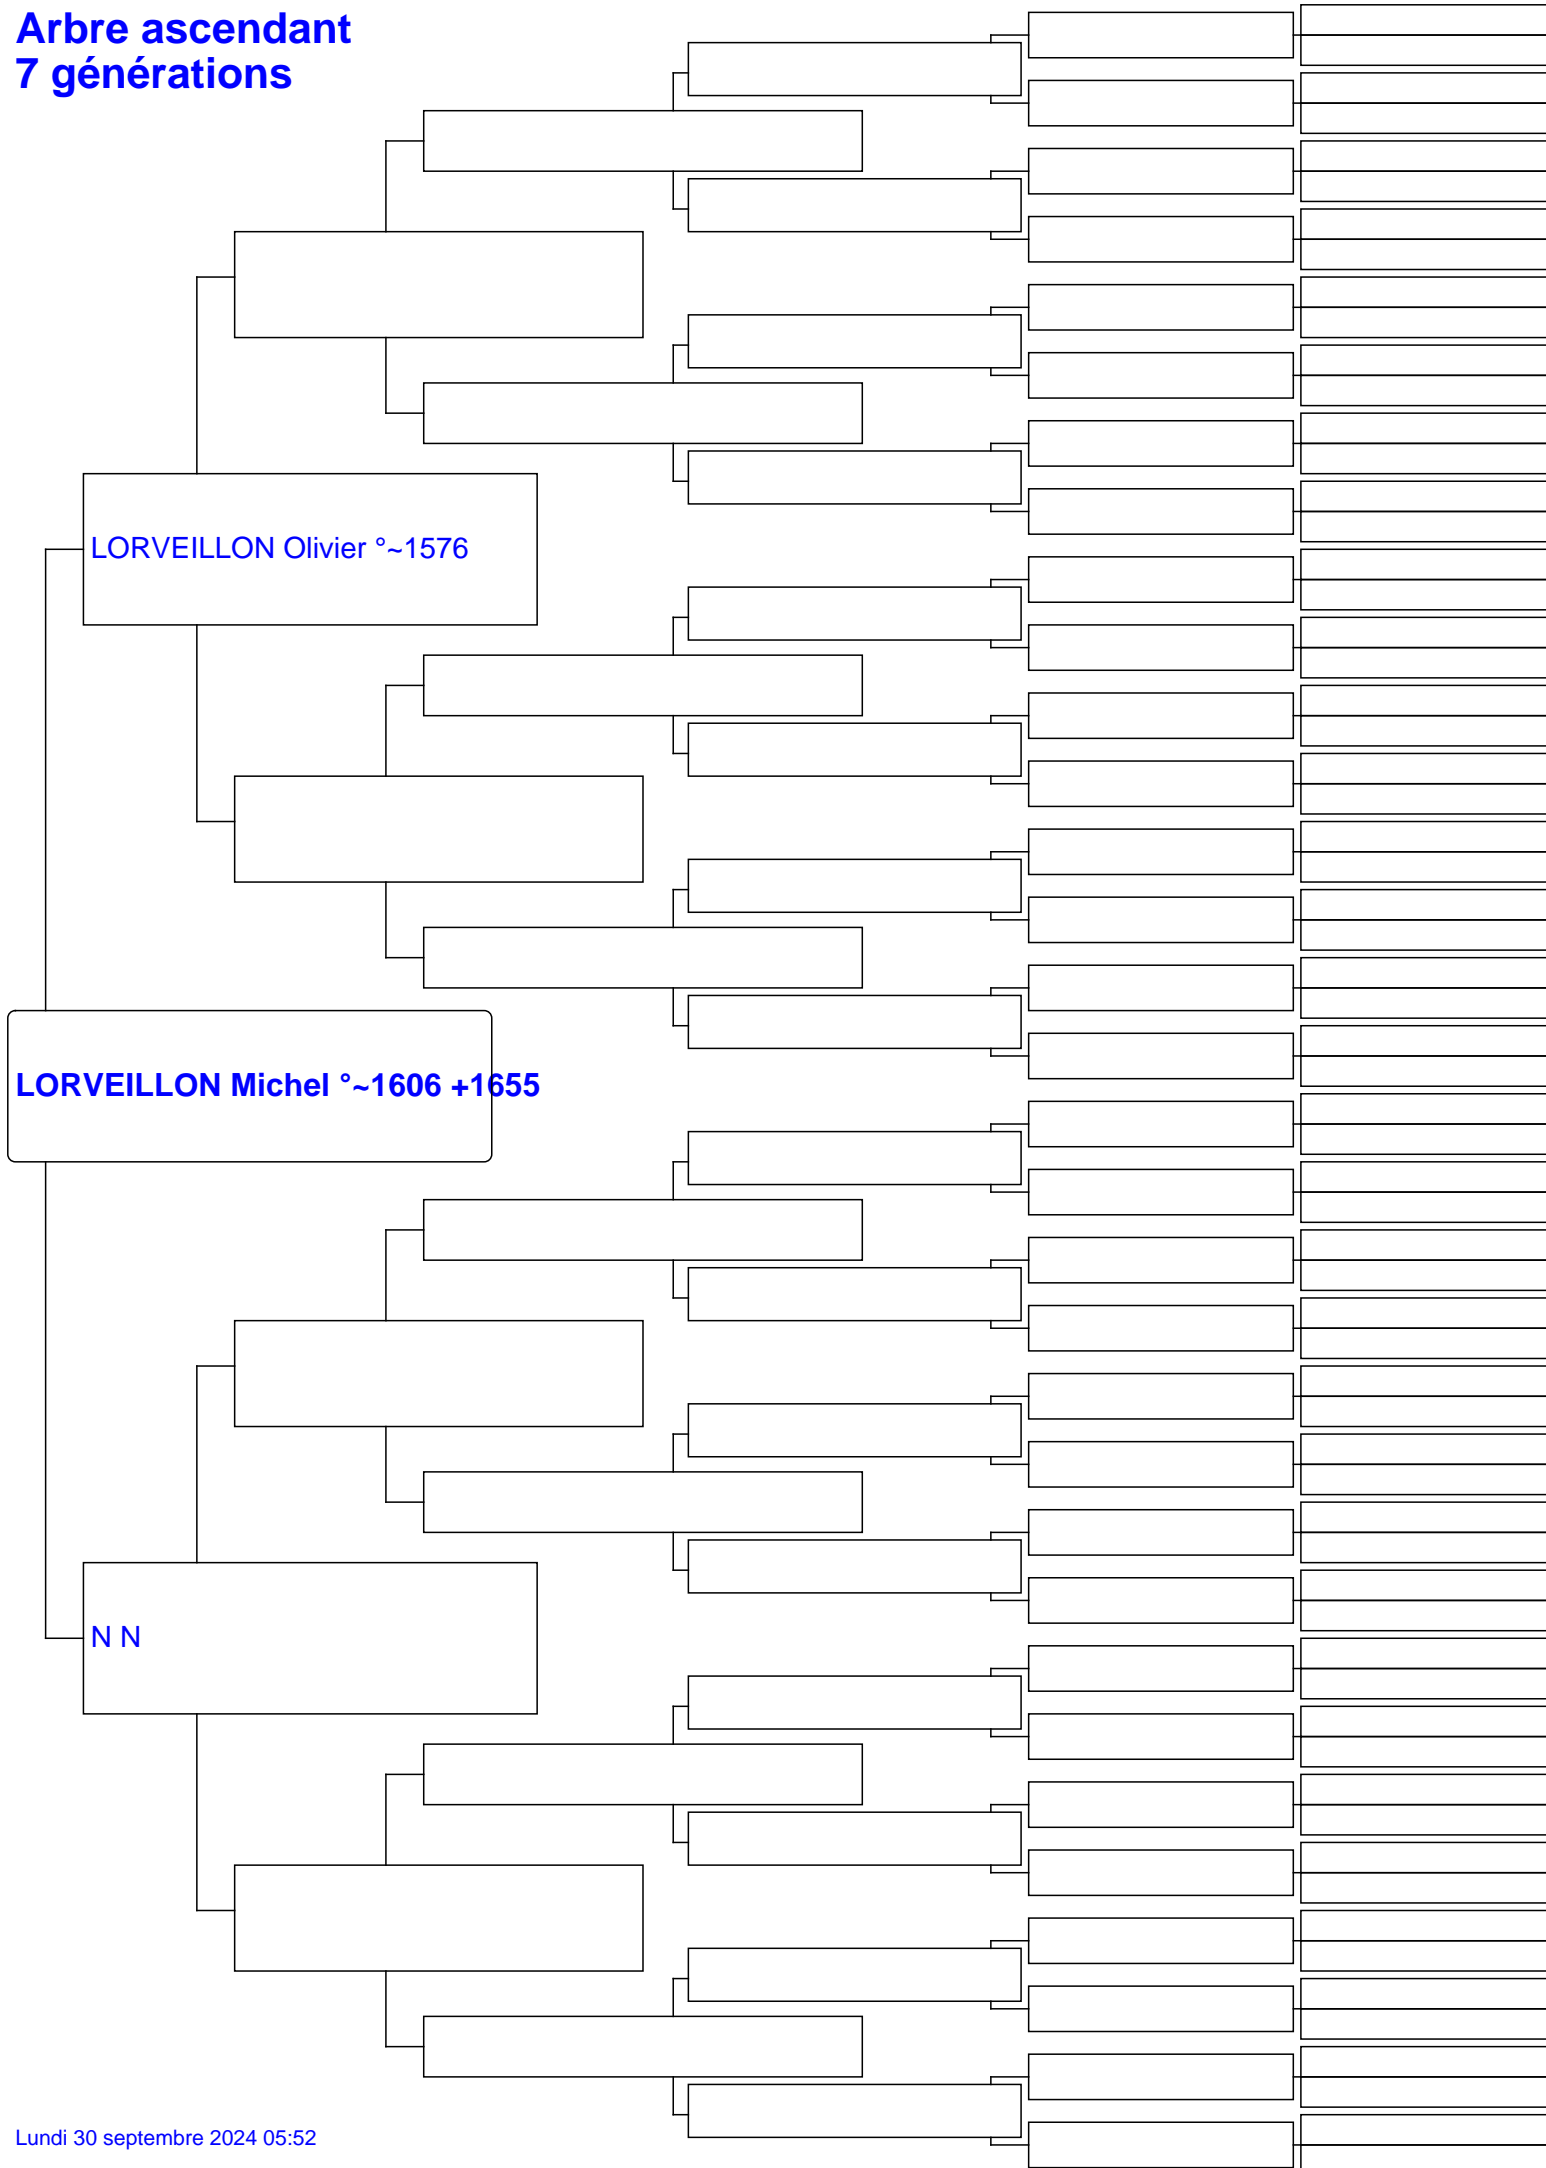 Arbre ascendant
7 générations
LORVEILLON Olivier °~1576
LORVEILLON Michel °~1606 +1655
N N
Lundi 30 septembre 2024 05:52